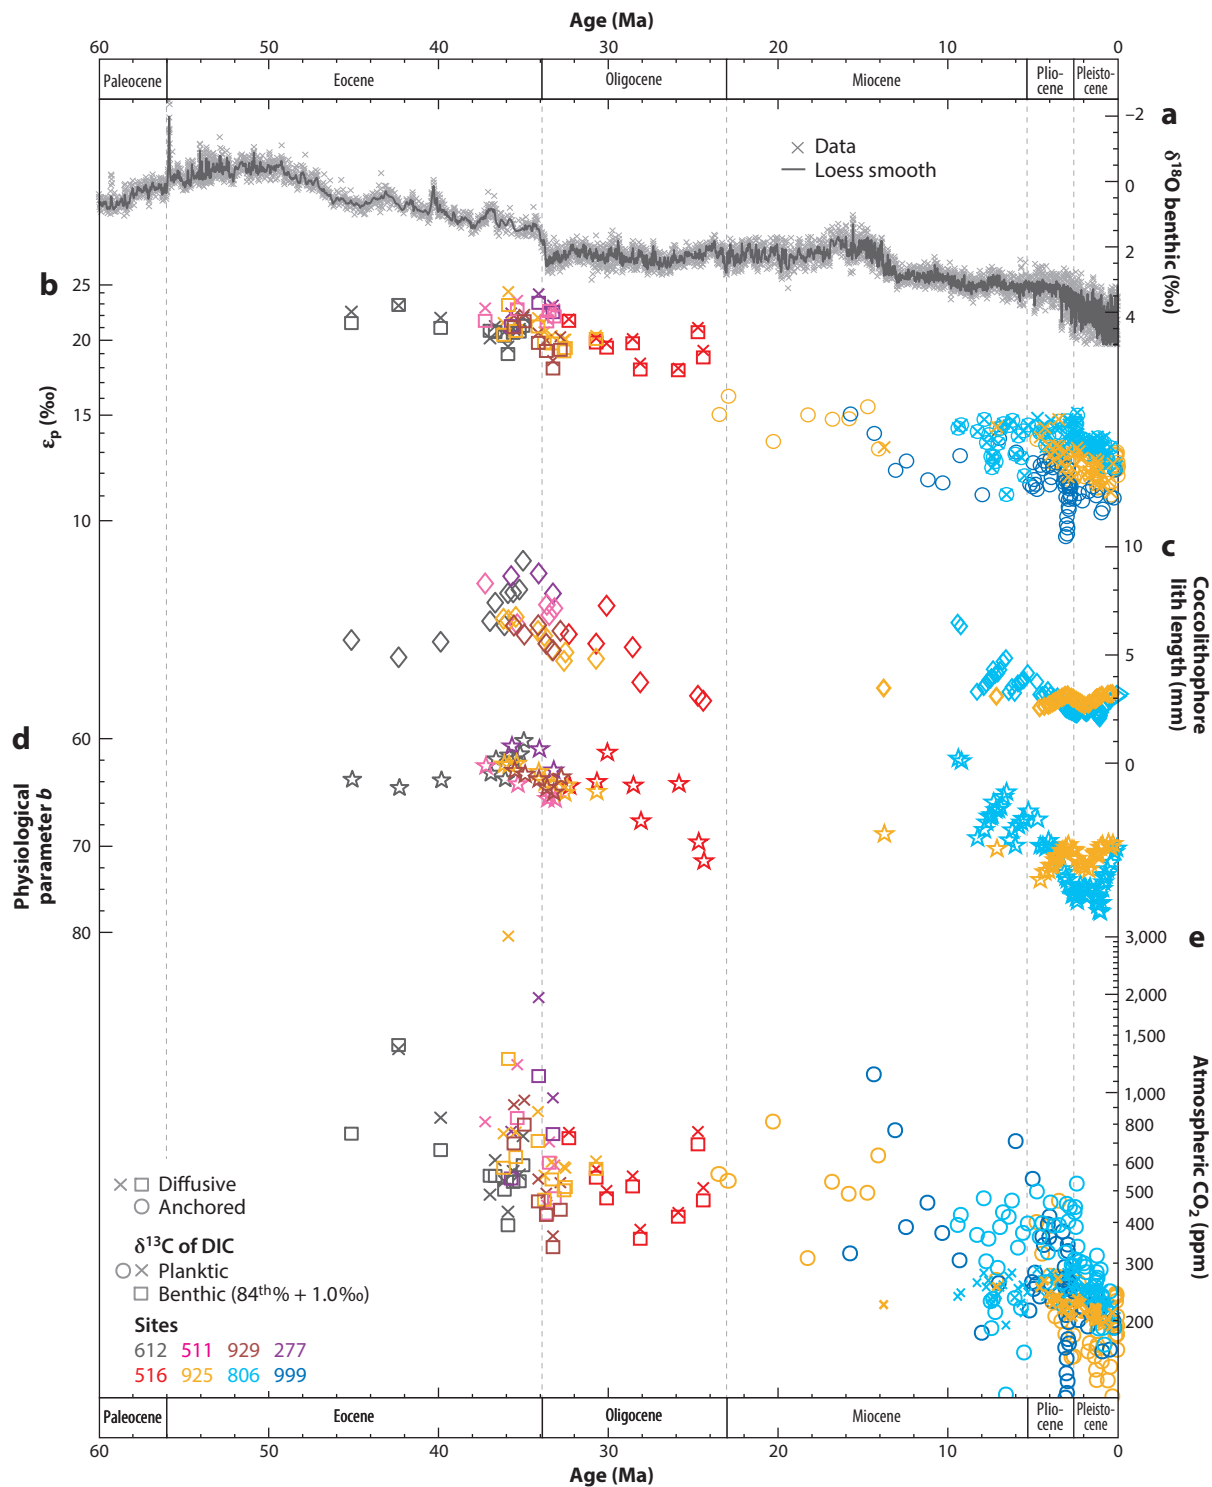 Age (Ma)
60 50 40 30 20 10 0
Paleocene Eocene Oligocene Miocene Plio-
cene Pleisto-
cene
a
δ¹⁸O benthic (‰)
−2
0
2
4
Data
Loess smooth
b
εp (‰)
25
20
15
10
c
Coccolithophore
lith length (mm)
10
5
0
d
Physiological
parameter b
60
70
80
e
Atmospheric CO₂ (ppm)
3,000
2,000
1,500
1,000
800
600
500
400
300
200
Diffusive
Anchored
δ¹³C of DIC
Planktic
Benthic (84th% + 1.0‰)
Sites
612 511 929 277
516 925 806 999
Paleocene Eocene Oligocene Miocene Plio-
cene Pleisto-
cene
60 50 40 30 20 10 0
Age (Ma)